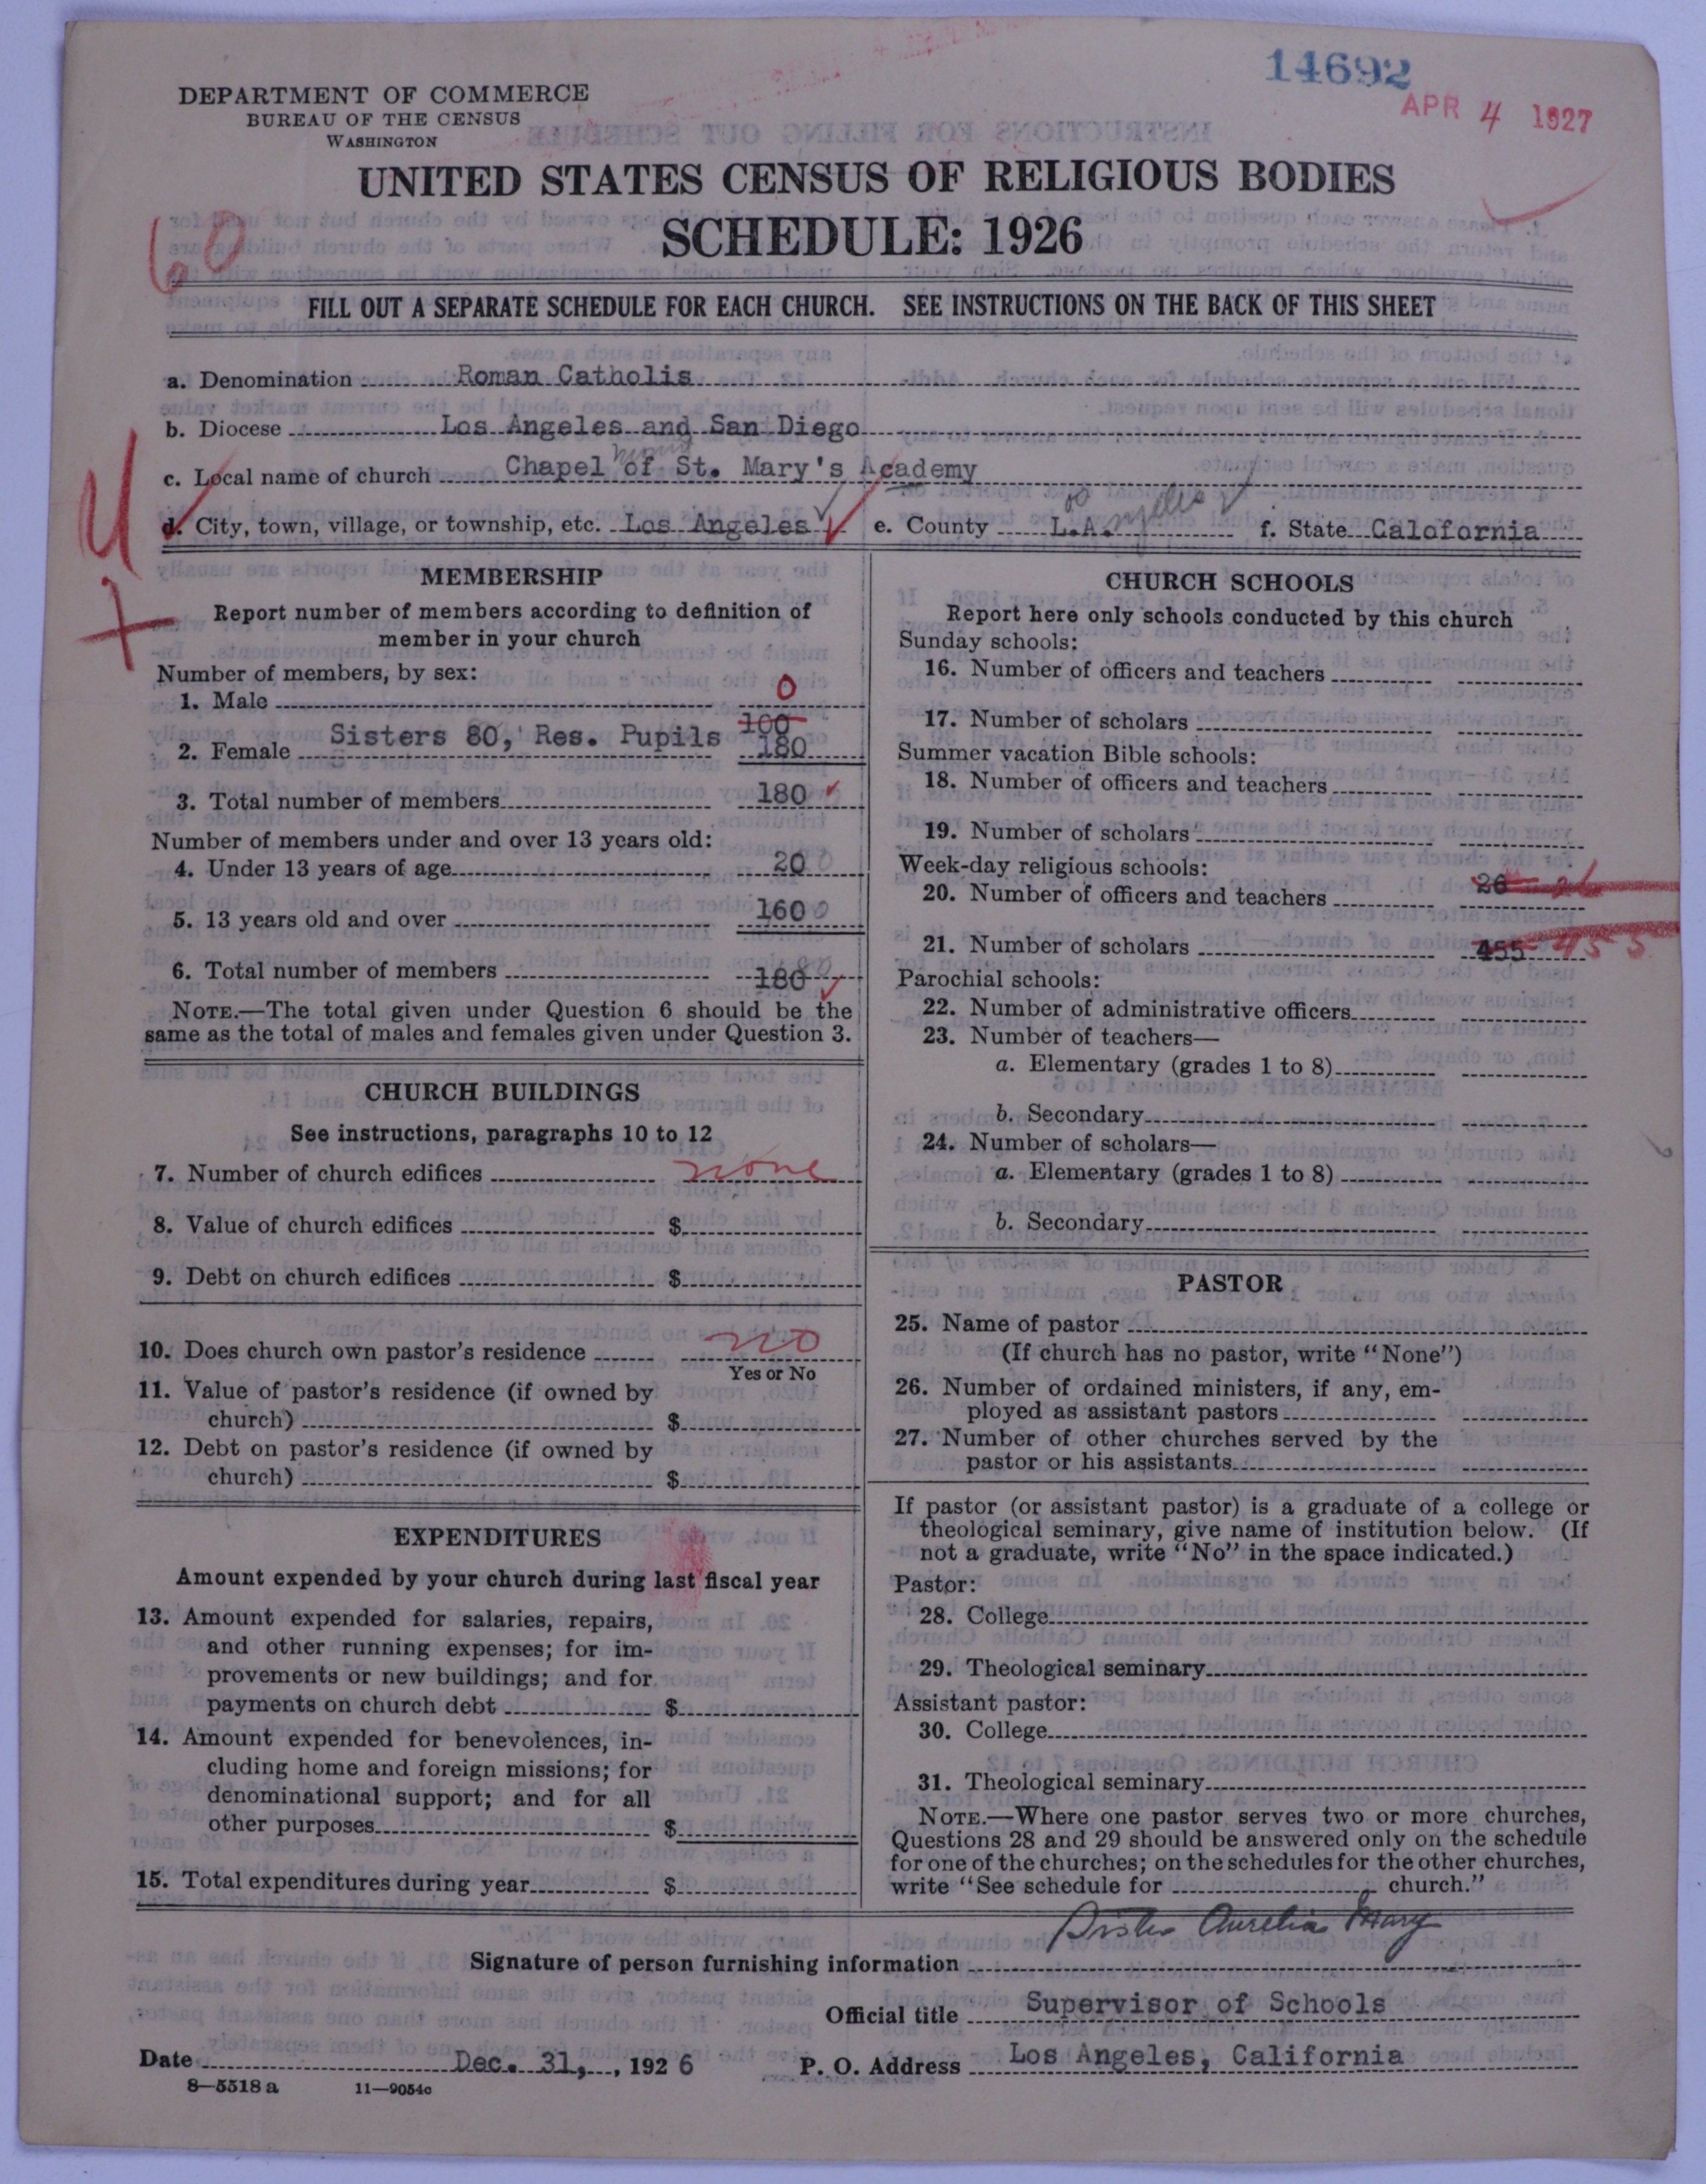 14692
APR 4 1927
DEPARTMENT OF COMMERCE
BUREAU OF THE CENSUS
WASHINGTON
UNITED STATES CENSUS OF RELIGIOUS BODIES
SCHEDULE: 1926
60
FILL OUT A SEPARATE SCHEDULE FOR EACH CHURCH. SEE INSTRUCTIONS ON THE BACK OF THIS SHEET
a. Denomination Roman Catholis
b. Diocese Los Angeles and San Diego
c. Local name of church Chapel of St. Mary's Academy
d. City, town, village, or township, etc. Los Angeles e. County L.A. f. State Calofornia
MEMBERSHIP
Report number of members according to definition of
member in your church
Number of members, by sex:
1. Male 0
100
2. Female Sisters 80, Res. Pupils 180
3. Total number of members 180
Number of members under and over 13 years old:
4. Under 13 years of age 20
5. 13 years old and over 160
6. Total number of members 180
NOTE.—The total given under Question 6 should be the
same as the total of males and females given under Question 3.
CHURCH BUILDINGS
See instructions, paragraphs 10 to 12
7. Number of church edifices none
8. Value of church edifices $
9. Debt on church edifices $
10. Does church own pastor's residence no
Yes or No
11. Value of pastor's residence (if owned by
church) $
12. Debt on pastor's residence (if owned by
church) $
EXPENDITURES
Amount expended by your church during last fiscal year
13. Amount expended for salaries, repairs,
and other running expenses; for im-
provements or new buildings; and for
payments on church debt $
14. Amount expended for benevolences, in-
cluding home and foreign missions; for
denominational support; and for all
other purposes $
15. Total expenditures during year $
CHURCH SCHOOLS
Report here only schools conducted by this church
Sunday schools:
16. Number of officers and teachers
17. Number of scholars
Summer vacation Bible schools:
18. Number of officers and teachers
19. Number of scholars
Week-day religious schools:
20. Number of officers and teachers 26 26
21. Number of scholars 455 455
Parochial schools:
22. Number of administrative officers
23. Number of teachers—
a. Elementary (grades 1 to 8)
b. Secondary
24. Number of scholars—
a. Elementary (grades 1 to 8)
b. Secondary
PASTOR
25. Name of pastor
(If church has no pastor, write "None")
26. Number of ordained ministers, if any, em-
ployed as assistant pastors
27. Number of other churches served by the
pastor or his assistants
If pastor (or assistant pastor) is a graduate of a college or
theological seminary, give name of institution below. (If
not a graduate, write "No" in the space indicated.)
Pastor:
28. College
29. Theological seminary
Assistant pastor:
30. College
31. Theological seminary
NOTE.—Where one pastor serves two or more churches,
Questions 28 and 29 should be answered only on the schedule
for one of the churches; on the schedules for the other churches,
write "See schedule for church."
Signature of person furnishing information Sister Aurelia Mary
Official title Supervisor of Schools
Date Dec. 31, , 1926 P. O. Address Los Angeles, California
8—5518 a 11—9054c